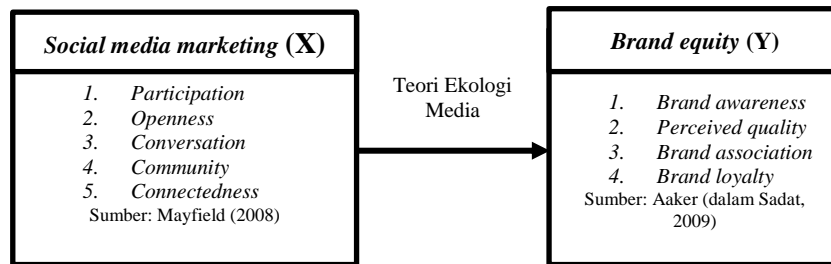 Social media marketing (X)
1. Participation
2. Openness
3. Conversation
4. Community
5. Connectedness
Sumber: Mayfield (2008)
Teori Ekologi
Media
Brand equity (Y)
1. Brand awareness
2. Perceived quality
3. Brand association
4. Brand loyalty
Sumber: Aaker (dalam Sadat,
2009)